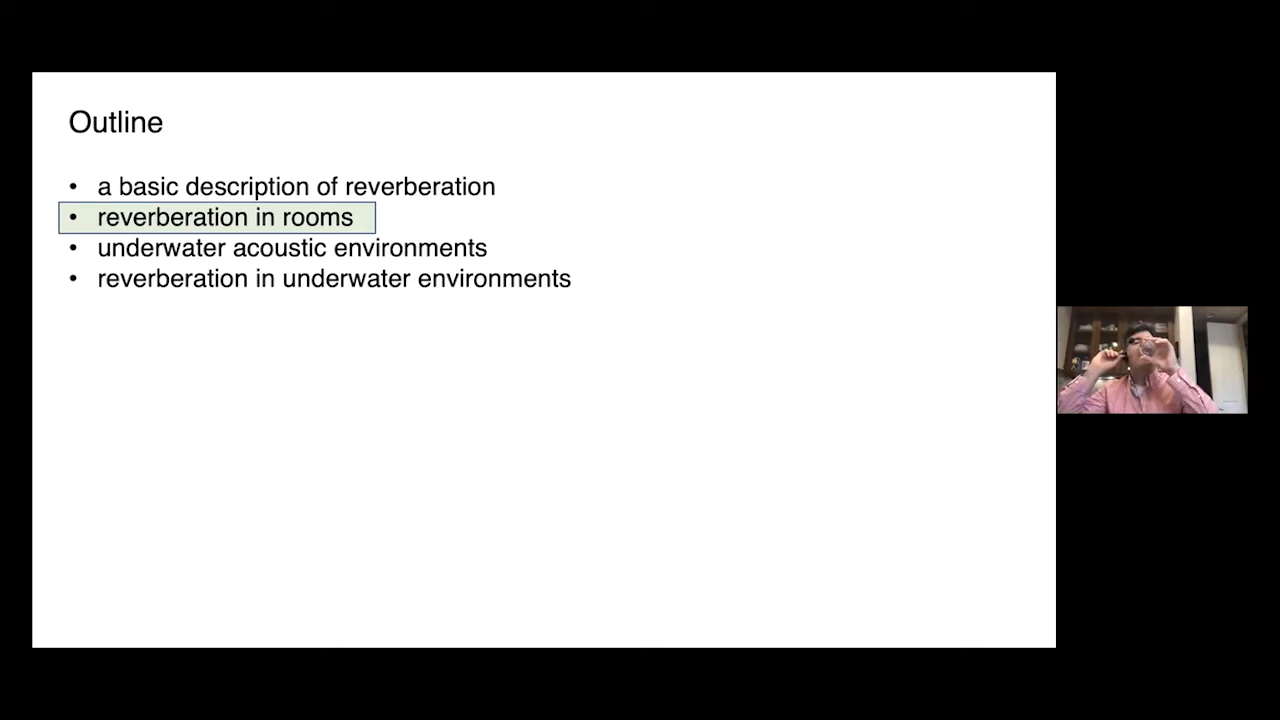 Outline
• a basic description of reverberation
• reverberation in rooms
• underwater acoustic environments
• reverberation in underwater environments